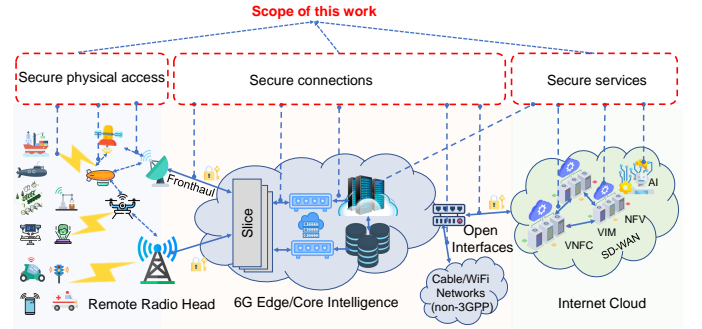 Scope of this work
Secure physical access
Secure connections
Secure services
Fronthaul
Slice
Open
Interfaces
AI
NFV
VIM
VNFC
SD-WAN
Cable/WiFi
Networks
(non-3GPP)
Remote Radio Head
6G Edge/Core Intelligence
Internet Cloud